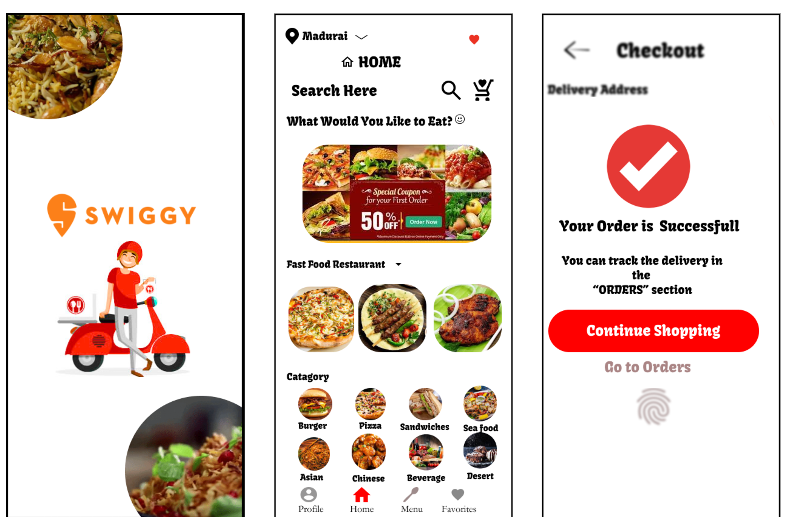 SWIGGY
Madurai
HOME
Search Here
What Would You Like to Eat?
Special Coupon
for your First Order
50% OFF
Order Now
Fast Food Restaurant
Catagory
Burger Pizza Sandwiches Sea food
Asian Chinese Beverage Desert
Profile Home Menu Favorites
Checkout
Delivery Address
Your Order is Successfull
You can track the delivery in
the
“ORDERS” section
Continue Shopping
Go to Orders